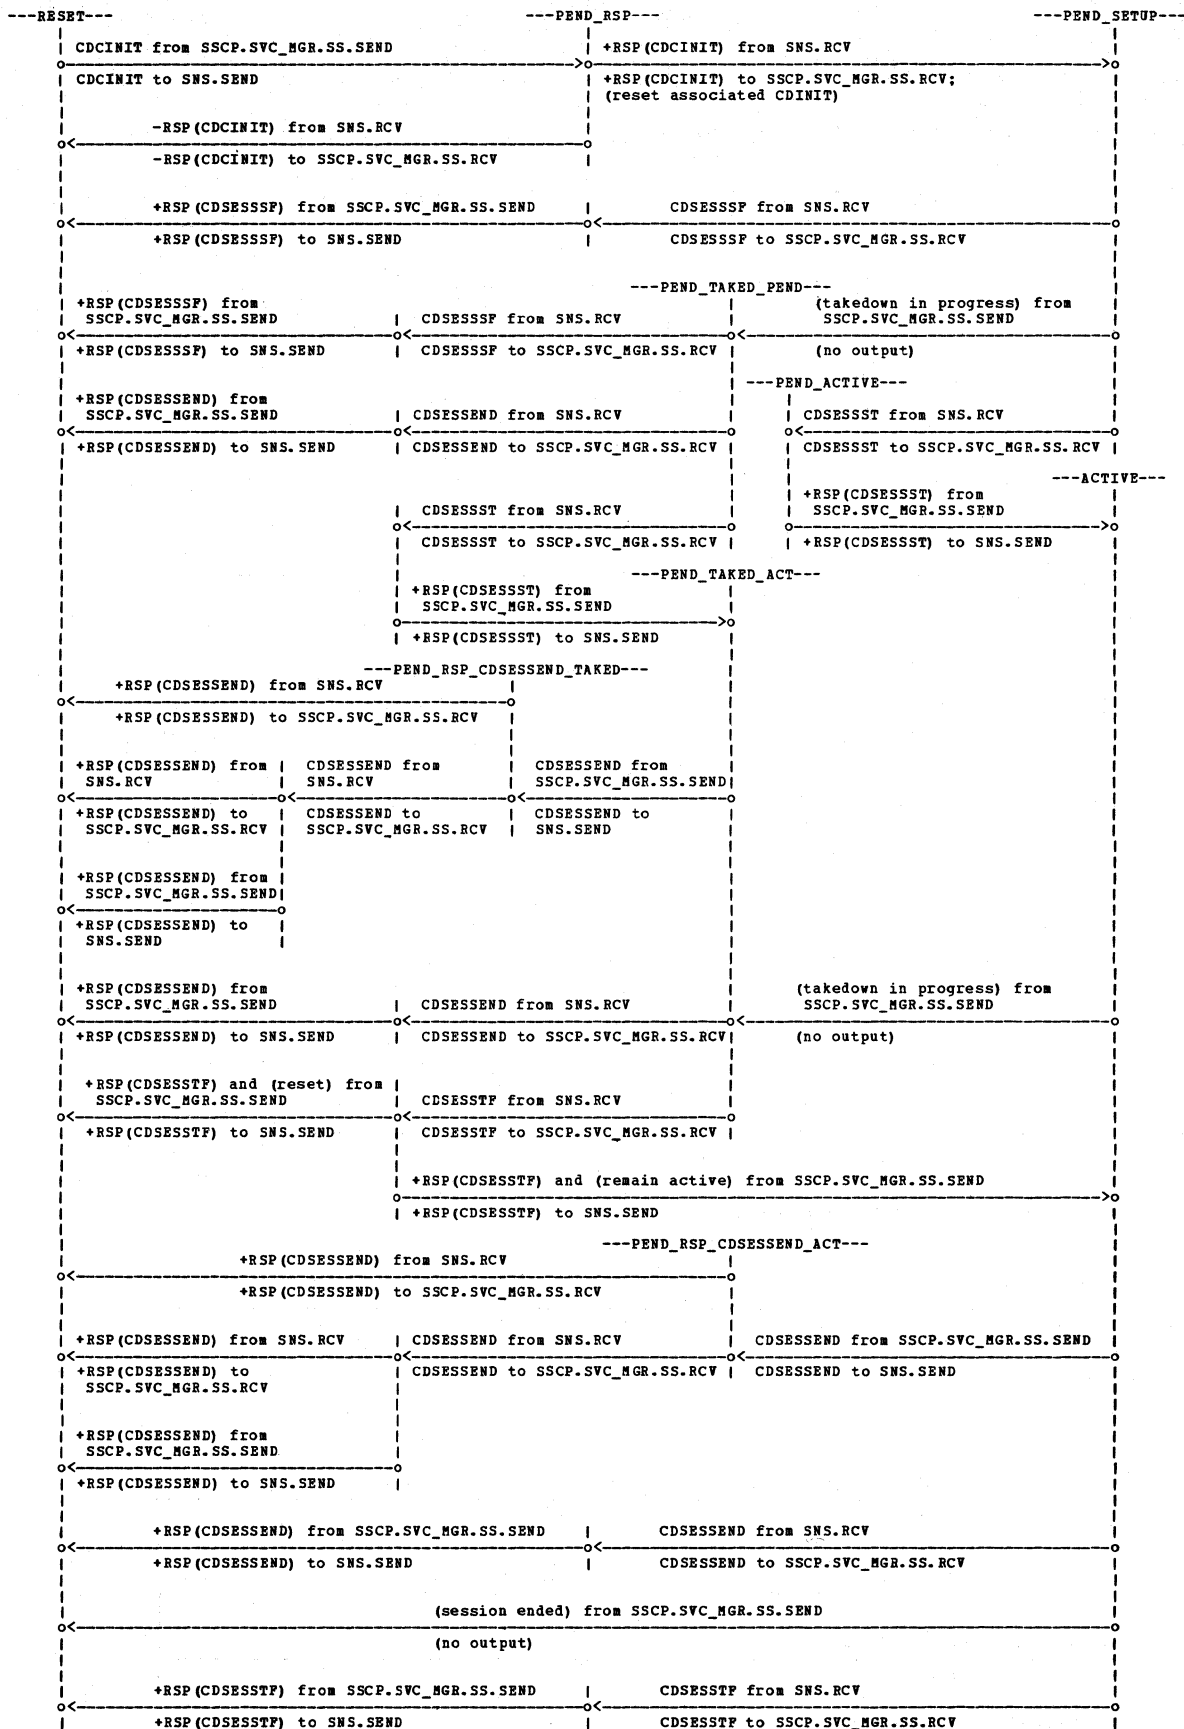 ---RESET--- ---PEND_RSP--- ---PEND_SETUP---
CDCINIT from SSCP.SVC_MGR.SS.SEND +RSP(CDCINIT) from SNS.RCV
CDCINIT to SNS.SEND +RSP(CDCINIT) to SSCP.SVC_MGR.SS.RCV;
(reset associated CDINIT)
-RSP(CDCINIT) from SNS.RCV
-RSP(CDCINIT) to SSCP.SVC_MGR.SS.RCV
+RSP(CDSESSSF) from SSCP.SVC_MGR.SS.SEND CDSESSSF from SNS.RCV
+RSP(CDSESSSF) to SNS.SEND CDSESSSF to SSCP.SVC_MGR.SS.RCV
---PEND_TAKED_PEND---
+RSP(CDSESSSF) from (takedown in progress) from
SSCP.SVC_MGR.SS.SEND CDSESSSF from SNS.RCV SSCP.SVC_MGR.SS.SEND
+RSP(CDSESSSF) to SNS.SEND CDSESSSF to SSCP.SVC_MGR.SS.RCV (no output)
---PEND_ACTIVE---
+RSP(CDSESSEND) from
SSCP.SVC_MGR.SS.SEND CDSESSEND from SNS.RCV CDSESSST from SNS.RCV
+RSP(CDSESSEND) to SNS.SEND CDSESSEND to SSCP.SVC_MGR.SS.RCV CDSESSST to SSCP.SVC_MGR.SS.RCV
---ACTIVE---
+RSP(CDSESSST) from
CDSESSST from SNS.RCV SSCP.SVC_MGR.SS.SEND
CDSESSST to SSCP.SVC_MGR.SS.RCV +RSP(CDSESSST) to SNS.SEND
---PEND_TAKED_ACT---
+RSP(CDSESSST) from
SSCP.SVC_MGR.SS.SEND
+RSP(CDSESSST) to SNS.SEND
---PEND_RSP_CDSESSEND_TAKED---
+RSP(CDSESSEND) from SNS.RCV
+RSP(CDSESSEND) to SSCP.SVC_MGR.SS.RCV
+RSP(CDSESSEND) from CDSESSEND from CDSESSEND from
SNS.RCV SNS.RCV SSCP.SVC_MGR.SS.SEND
+RSP(CDSESSEND) to CDSESSEND to CDSESSEND to
SSCP.SVC_MGR.SS.RCV SSCP.SVC_MGR.SS.RCV SNS.SEND
+RSP(CDSESSEND) from
SSCP.SVC_MGR.SS.SEND
+RSP(CDSESSEND) to
SNS.SEND
+RSP(CDSESSEND) from (takedown in progress) from
SSCP.SVC_MGR.SS.SEND CDSESSEND from SNS.RCV SSCP.SVC_MGR.SS.SEND
+RSP(CDSESSEND) to SNS.SEND CDSESSEND to SSCP.SVC_MGR.SS.RCV (no output)
+RSP(CDSESSTF) and (reset) from
SSCP.SVC_MGR.SS.SEND CDSESSTF from SNS.RCV
+RSP(CDSESSTF) to SNS.SEND CDSESSTF to SSCP.SVC_MGR.SS.RCV
+RSP(CDSESSTF) and (remain active) from SSCP.SVC_MGR.SS.SEND
+RSP(CDSESSTF) to SNS.SEND
---PEND_RSP_CDSESSEND_ACT---
+RSP(CDSESSEND) from SNS.RCV
+RSP(CDSESSEND) to SSCP.SVC_MGR.SS.RCV
+RSP(CDSESSEND) from SNS.RCV CDSESSEND from SNS.RCV CDSESSEND from SSCP.SVC_MGR.SS.SEND
+RSP(CDSESSEND) to CDSESSEND to SSCP.SVC_MGR.SS.RCV CDSESSEND to SNS.SEND
SSCP.SVC_MGR.SS.RCV
+RSP(CDSESSEND) from
SSCP.SVC_MGR.SS.SEND
+RSP(CDSESSEND) to SNS.SEND
+RSP(CDSESSEND) from SSCP.SVC_MGR.SS.SEND CDSESSEND from SNS.RCV
+RSP(CDSESSEND) to SNS.SEND CDSESSEND to SSCP.SVC_MGR.SS.RCV
(session ended) from SSCP.SVC_MGR.SS.SEND
(no output)
+RSP(CDSESSTF) from SSCP.SVC_MGR.SS.SEND CDSESSTF from SNS.RCV
+RSP(CDSESSTF) to SNS.SEND CDSESSTF to SSCP.SVC_MGR.SS.RCV